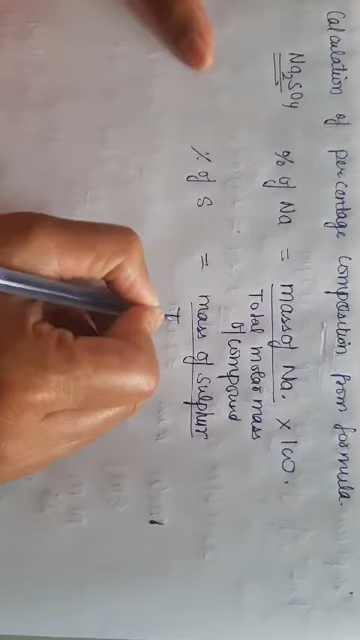 Calculation of percentage composition from formula.
Na2SO4 % of Na = mass of Na. × 100.
Total molar mass
of compound
% of S = mass of sulphur
T